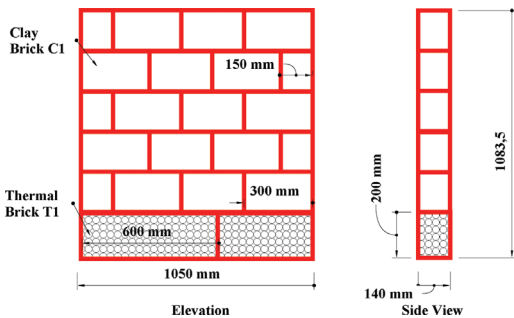 Clay
Brick C1
150 mm
Thermal
Brick T1
300 mm
600 mm
1050 mm
Elevation
1083,5
200 mm
140 mm
Side View